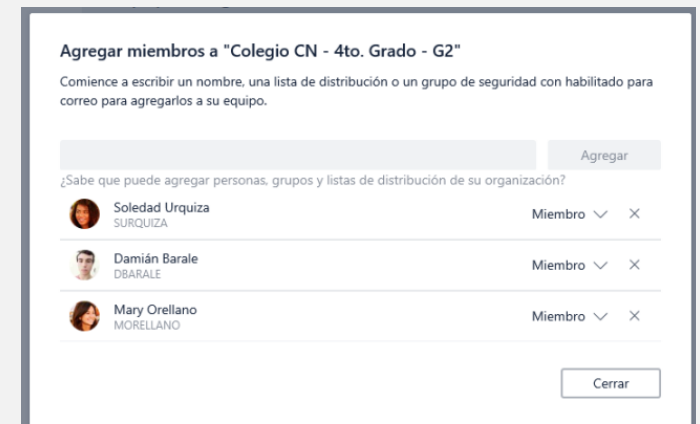 Agregar miembros a "Colegio CN - 4to. Grado - G2"
Comience a escribir un nombre, una lista de distribución o un grupo de seguridad con habilitado para
correo para agregarlos a su equipo.
Agregar
¿Sabe que puede agregar personas, grupos y listas de distribución de su organización?
Soledad Urquiza
SURQUIZA
Miembro
Damián Barale
DBARALE
Miembro
Mary Orellano
MORELLANO
Miembro
Cerrar